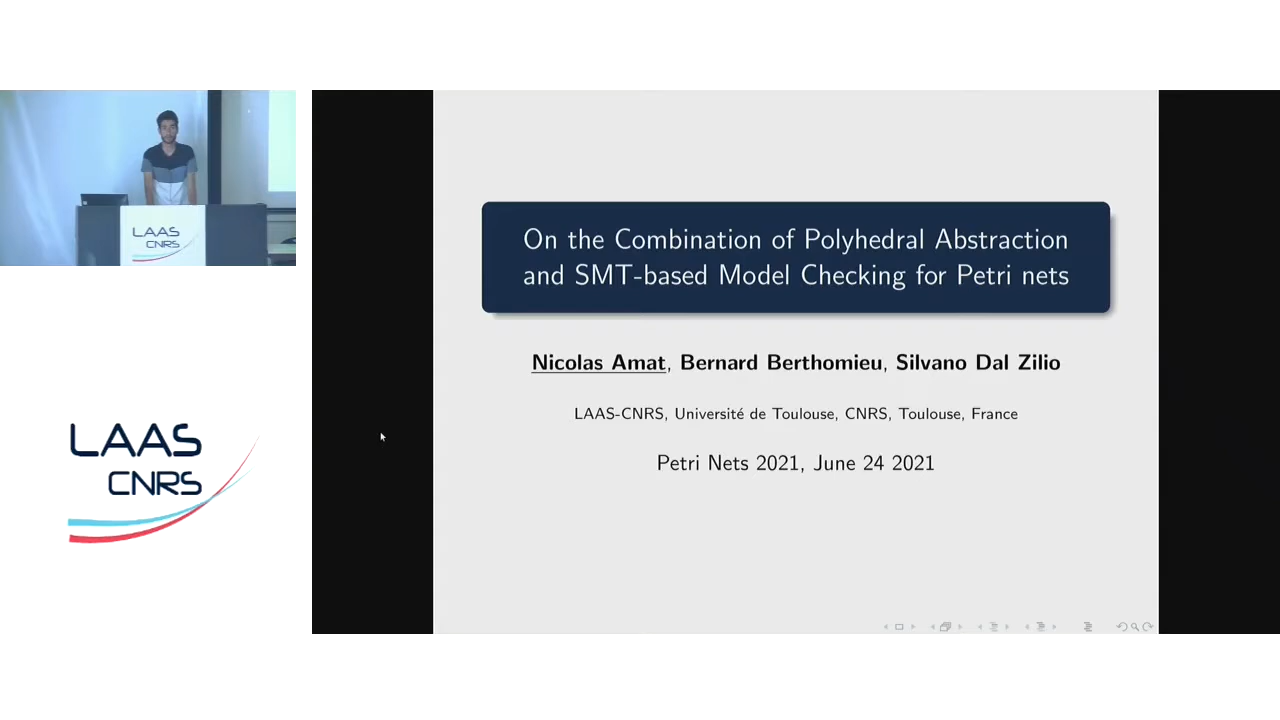 LAAS
CNRS
On the Combination of Polyhedral Abstraction
and SMT-based Model Checking for Petri nets
Nicolas Amat, Bernard Berthomieu, Silvano Dal Zilio
LAAS-CNRS, Université de Toulouse, CNRS, Toulouse, France
Petri Nets 2021, June 24 2021
LAAS
CNRS